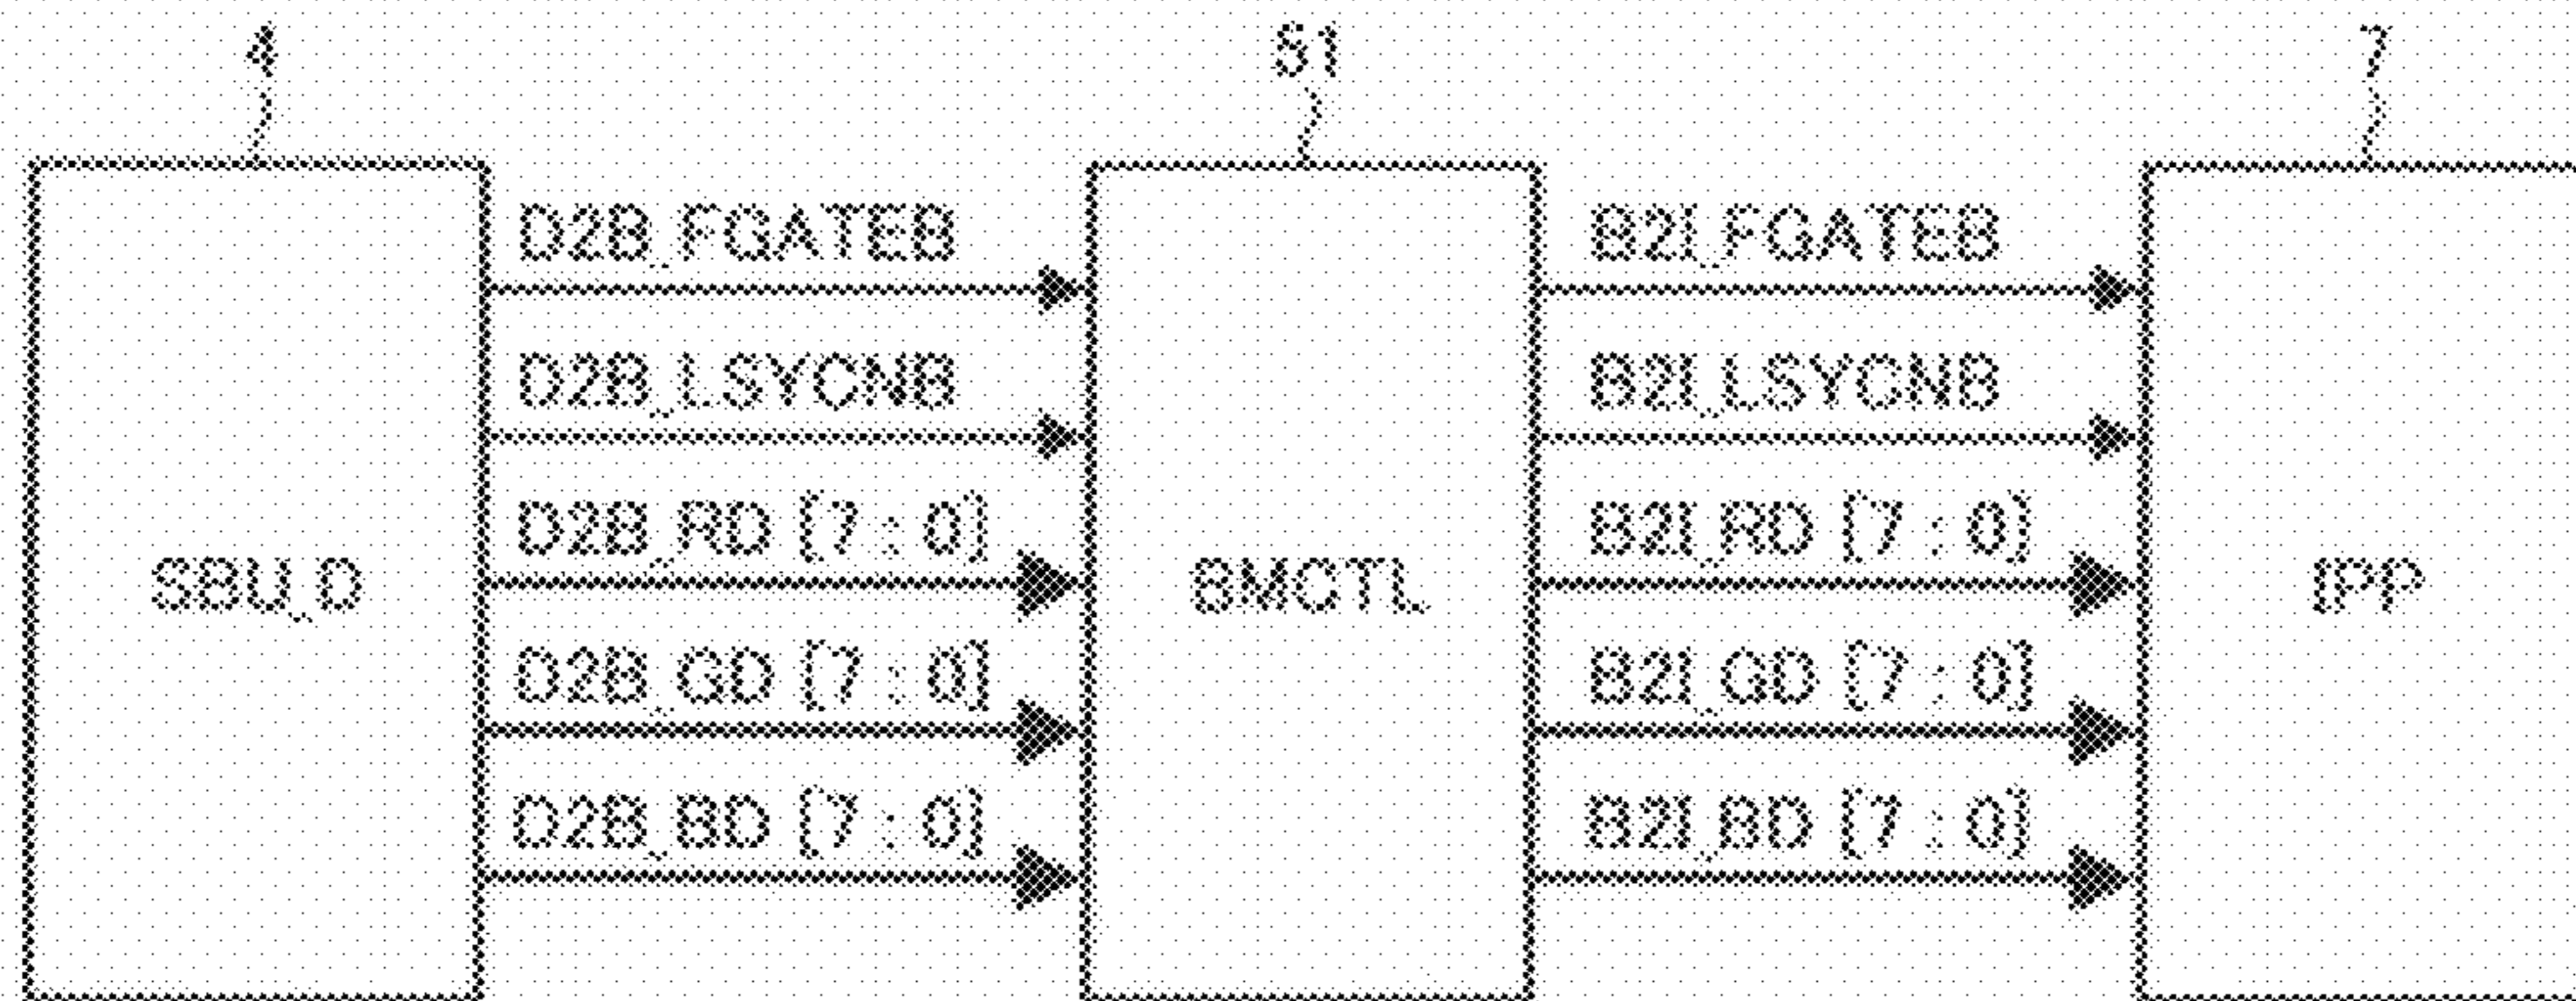 4
7
D2B_FGATEB
B2I_FGATEB
D2B_LSYCNB
B2I_LSYCNB
D2B_RD [7 : 0]
B2I_RD [7 : 0]
SBU_D
BMCTL
IPP
D2B_GD [7 : 0]
B2I_GD [7 : 0]
D2B_BD [7 : 0]
B2I_BD [7 : 0]